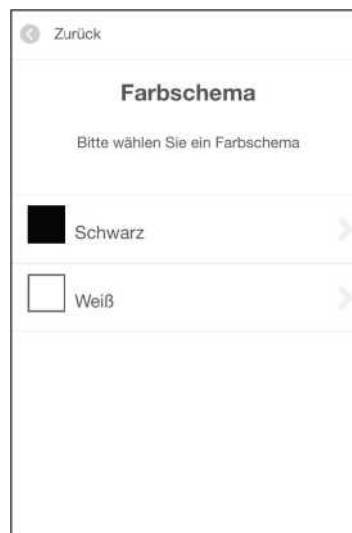 Zurück
Farbschema
Bitte wählen Sie ein Farbschema
Schwarz
Weiß